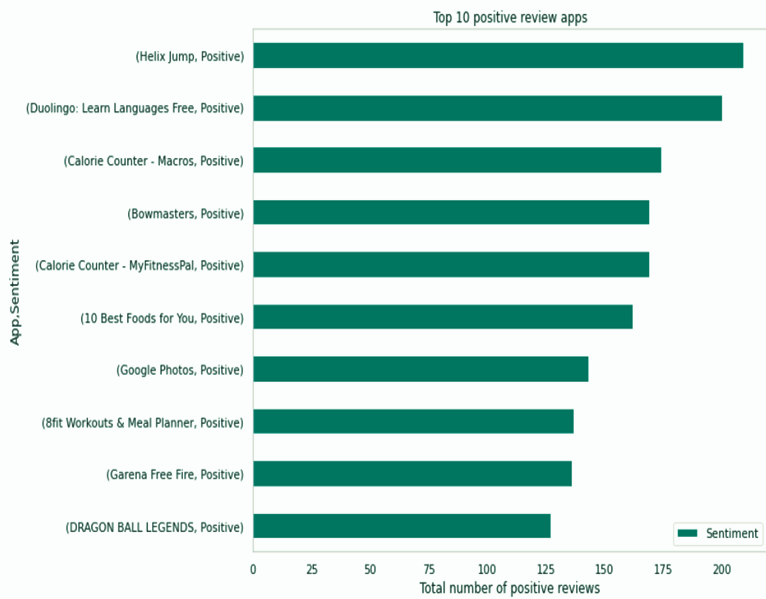 Top 10 positive review apps
(Helix Jump, Positive)
(Duolingo: Learn Languages Free, Positive)
(Calorie Counter - Macros, Positive)
(Bowmasters, Positive)
(Calorie Counter - MyFitnessPal, Positive)
(10 Best Foods for You, Positive)
(Google Photos, Positive)
(8fit Workouts & Meal Planner, Positive)
(Garena Free Fire, Positive)
(DRAGON BALL LEGENDS, Positive)
App,Sentiment
Sentiment
0 25 50 75 100 125 150 175 200
Total number of positive reviews